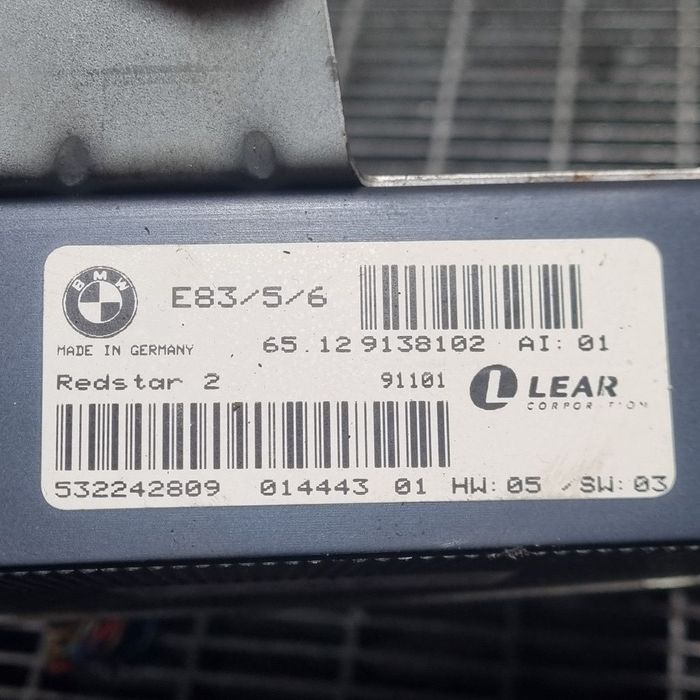 BMW
E83/5/6
MADE IN GERMANY
65.12 9138102 AI: 01
Redstar 2
91101
LEAR
CORPORATION
532242809 014443 01 HW: 05 /SW: 03